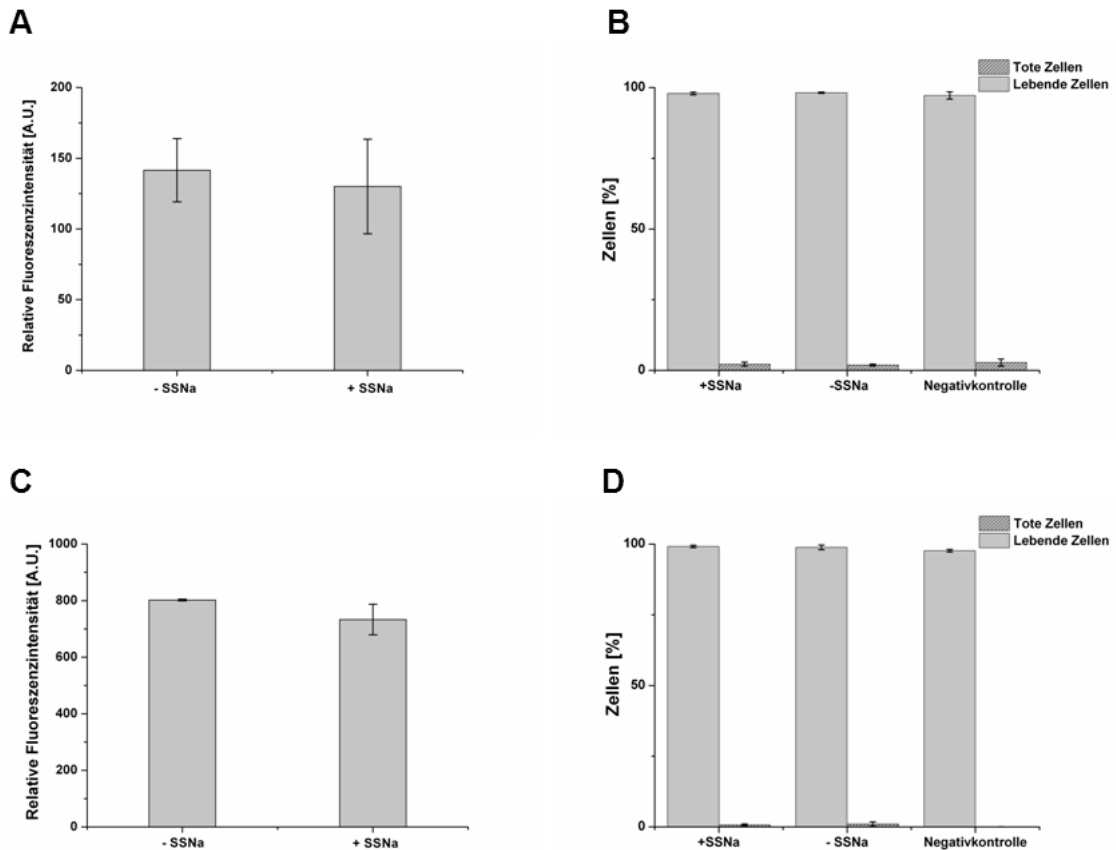 A
Relative Fluoreszenzintensität [A.U.]
200
150
100
50
0
- SSNa
+ SSNa
B
Tote Zellen
Lebende Zellen
Zellen [%]
100
50
0
+SSNa
-SSNa
Negativkontrolle
C
Relative Fluoreszenzintensität [A.U.]
1000
800
600
400
200
0
- SSNa
+ SSNa
D
Tote Zellen
Lebende Zellen
Zellen [%]
100
50
0
+SSNa
- SSNa
Negativkontrolle